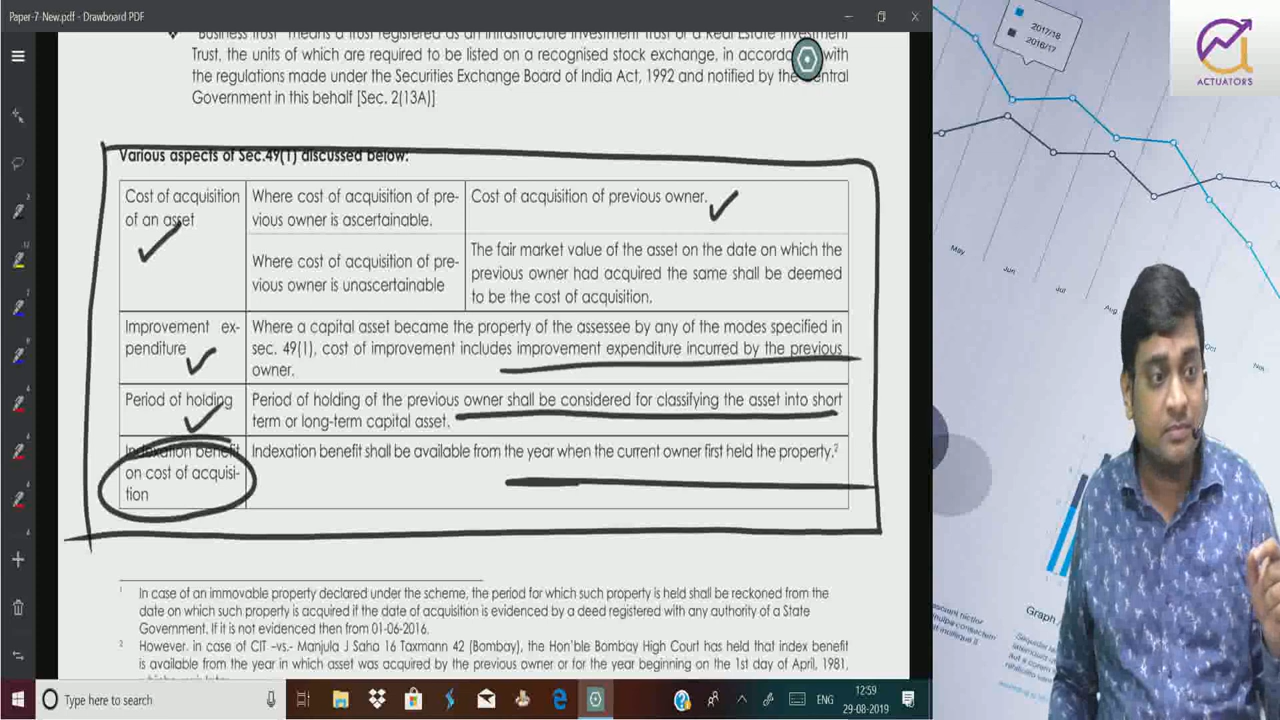 Paper-7-New.pdf - Drawboard PDF
"Business trust" means a Trust registered as an Infrastructure Investment Trust or a Real Estate Investment
Trust, the units of which are required to be listed on a recognised stock exchange, in with
the regulations made under the Securities Exchange Board of India Act, 1992 and notified by the Central
Government in this behalf [Sec. 2(13A)]
Various aspects of Sec.49(1) discussed below:
Cost of acquisition
of an asset
Where cost of acquisition of pre-
vious owner is ascertainable.
Cost of acquisition of previous owner.
Where cost of acquisition of pre-
vious owner is unascertainable
The fair market value of the asset on the date on which the
previous owner had acquired the same shall be deemed
to be the cost of acquisition.
Improvement ex-
penditure
Where a capital asset became the property of the assessee by any of the modes specified in
sec. 49(1), cost of improvement includes improvement expenditure incurred by the previous
owner.
Period of holding
Period of holding of the previous owner shall be considered for classifying the asset into short
term or long-term capital asset.
Indexation benefit
on cost of acquisi-
tion
Indexation benefit shall be available from the year when the current owner first held the property.2
1 In case of an immovable property declared under the scheme, the period for which such property is held shall be reckoned from the
date on which such property is acquired if the date of acquisition is evidenced by a deed registered with any authority of a State
Government. If it is not evidenced then from 01-06-2016.
2 However, in case of CIT -vs.- Manjula J Saha 16 Taxmann 42 (Bombay), the Hon'ble Bombay High Court has held that index benefit
is available from the year in which asset was acquired by the previous owner or for the year beginning on the 1st day of April, 1981,
Type here to search
ENG
12:59
29-08-2019
2017/18
2016/17
ACTUATORS
May
Jun
Jul
Aug
Oct
Graph